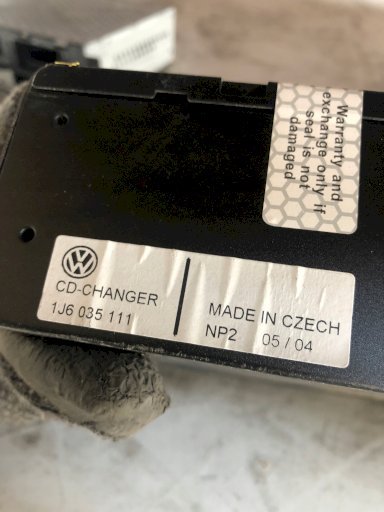 Warranty and
exchange only if
seal is not
damaged
VW
CD-CHANGER
1J6 035 111
MADE IN CZECH
NP2 05 / 04